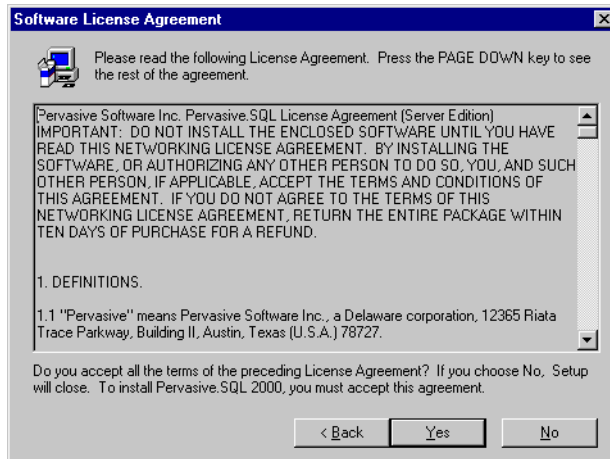 Software License Agreement
Please read the following License Agreement. Press the PAGE DOWN key to see
the rest of the agreement.
Pervasive Software Inc. Pervasive.SQL License Agreement (Server Edition)
IMPORTANT: DO NOT INSTALL THE ENCLOSED SOFTWARE UNTIL YOU HAVE
READ THIS NETWORKING LICENSE AGREEMENT. BY INSTALLING THE
SOFTWARE, OR AUTHORIZING ANY OTHER PERSON TO DO SO, YOU, AND SUCH
OTHER PERSON, IF APPLICABLE, ACCEPT THE TERMS AND CONDITIONS OF
THIS AGREEMENT. IF YOU DO NOT AGREE TO THE TERMS OF THIS
NETWORKING LICENSE AGREEMENT, RETURN THE ENTIRE PACKAGE WITHIN
TEN DAYS OF PURCHASE FOR A REFUND.
1. DEFINITIONS.
1.1 "Pervasive" means Pervasive Software Inc., a Delaware corporation, 12365 Riata
Trace Parkway, Building II, Austin, Texas (U.S.A.) 78727.
Do you accept all the terms of the preceding License Agreement? If you choose No, Setup
will close. To install Pervasive.SQL 2000, you must accept this agreement.
< Back Yes No